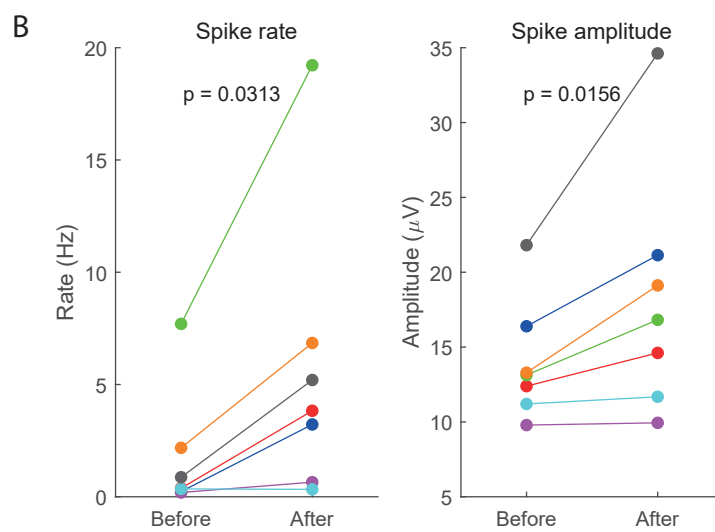 B
Spike rate
p = 0.0313
Rate (Hz)
20
15
10
5
0
Before After
Spike amplitude
p = 0.0156
Amplitude (μV)
35
30
25
20
15
10
5
Before After